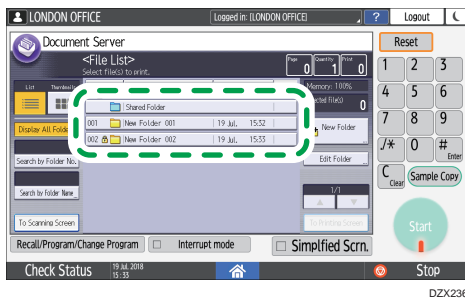 LONDON OFFICE
Logged in: [LONDON OFFICE]
?
Logout
Document Server
<File List>
Select file(s) to print.
Page
Quantity
Print
0
1
0
Reset
List
Thumbnails
Memory: 100%
0
Shared Folder
001 New Folder 001 19 Jul. 15:32
002 New Folder 002 19 Jul. 15:33
Display All
New Folder
Search by Folder No.
Edit Folder
Search by Folder Name
1/1
To Scanning Screen
To Printing Screen
1 2 3
4 5 6
7 8 9
./* 0 #
Enter
C
Clear
Sample Copy
Start
Recall/Program/Change Program
Interrupt mode
Simplfied Scrn.
Check Status
19 Jul. 2018
15:33
Stop
DZX236